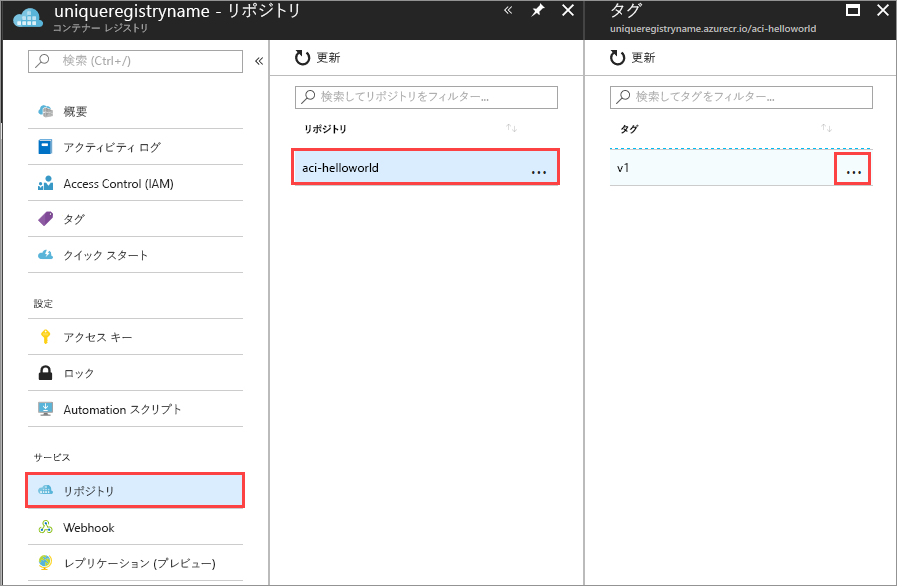 uniqueregistryname - リポジトリ
コンテナー レジストリ
検索 (Ctrl+/)
概要
アクティビティ ログ
Access Control (IAM)
タグ
クイック スタート
設定
アクセス キー
ロック
Automation スクリプト
サービス
リポジトリ
Webhook
レプリケーション (プレビュー)
更新
検索してリポジトリをフィルター...
リポジトリ
aci-helloworld
...
タグ
uniqueregistryname.azurecr.io/aci-helloworld
更新
検索してタグをフィルター...
タグ
v1
...